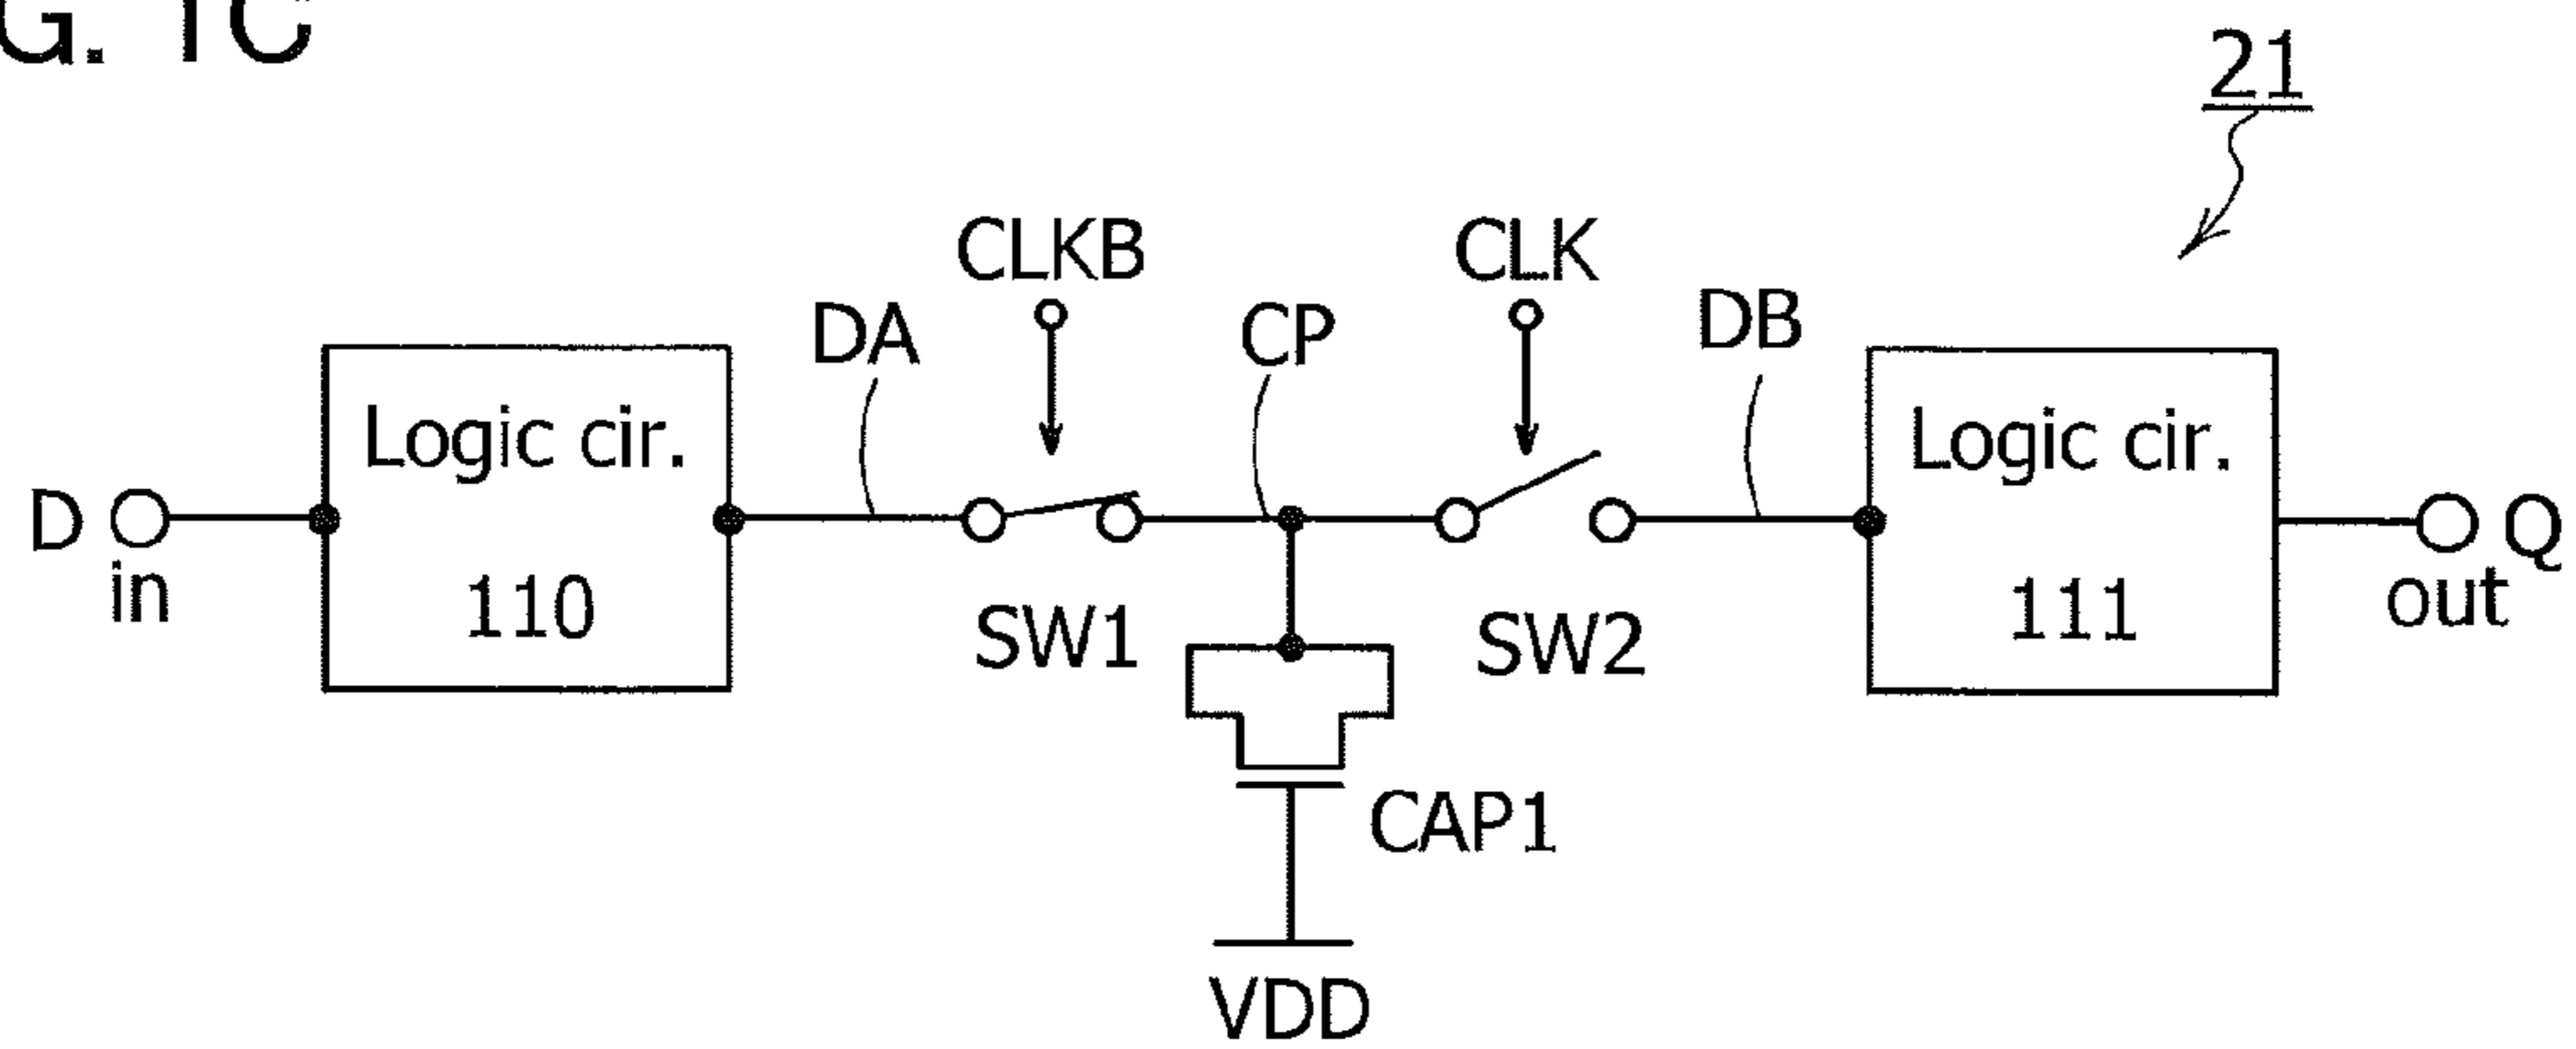 G. 1C
21
CLKB
CLK
DA
CP
DB
Logic cir.
110
Logic cir.
111
D
in
Q
out
SW1
SW2
CAP1
VDD